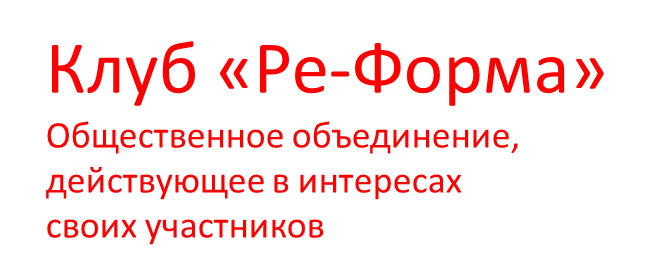 Клуб «Ре-Форма»
Общественное объединение,
действующее в интересах
своих участников